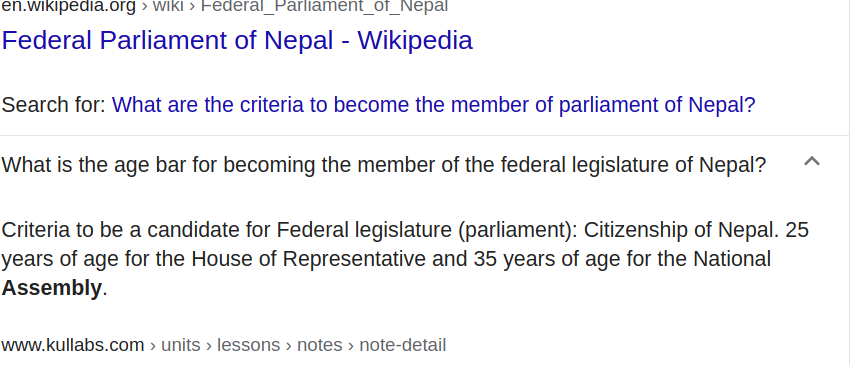 en.wikipedia.org › wiki › Federal_Parliament_of_Nepal
Federal Parliament of Nepal - Wikipedia
Search for: What are the criteria to become the member of parliament of Nepal?
What is the age bar for becoming the member of the federal legislature of Nepal?
Criteria to be a candidate for Federal legislature (parliament): Citizenship of Nepal. 25
years of age for the House of Representative and 35 years of age for the National
Assembly.
www.kullabs.com › units › lessons › notes › note-detail